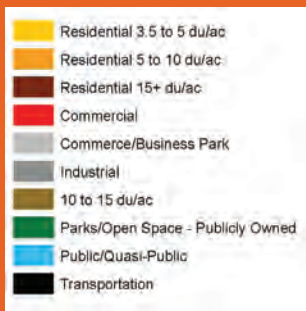 Residential 3.5 to 5 du/ac
Residential 5 to 10 du/ac
Residential 15+ du/ac
Commercial
Commerce/Business Park
Industrial
10 to 15 du/ac
Parks/Open Space - Publicly Owned
Public/Quasi-Public
Transportation